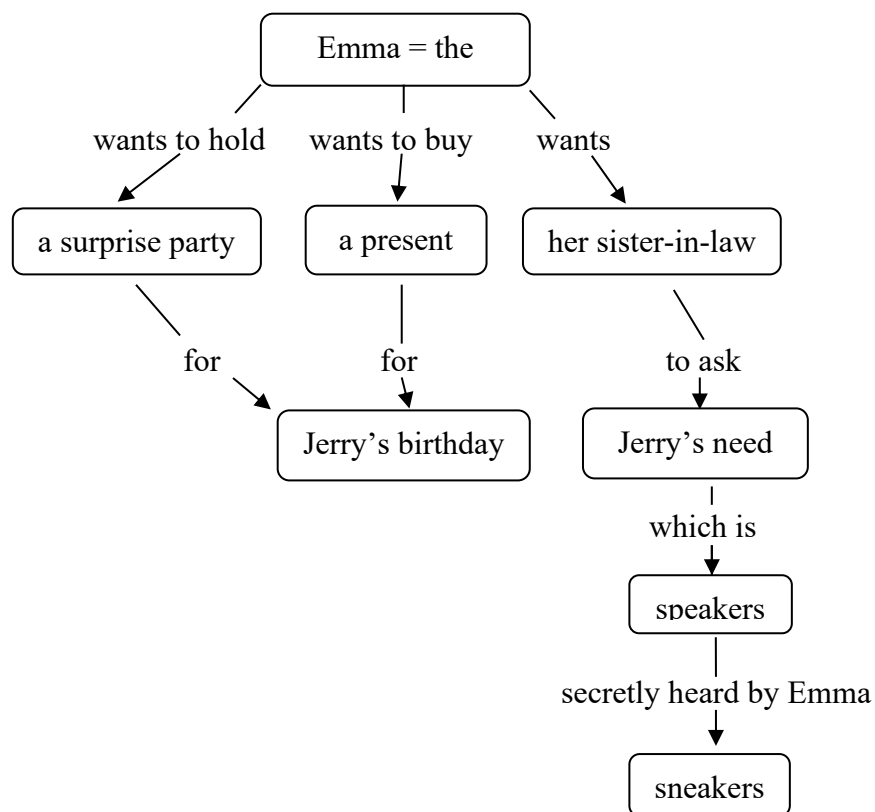 Emma = the
wants to hold
wants to buy
wants
a surprise party
a present
her sister-in-law
for
for
to ask
Jerry’s birthday
Jerry’s need
which is
speakers
secretly heard by Emma
sneakers